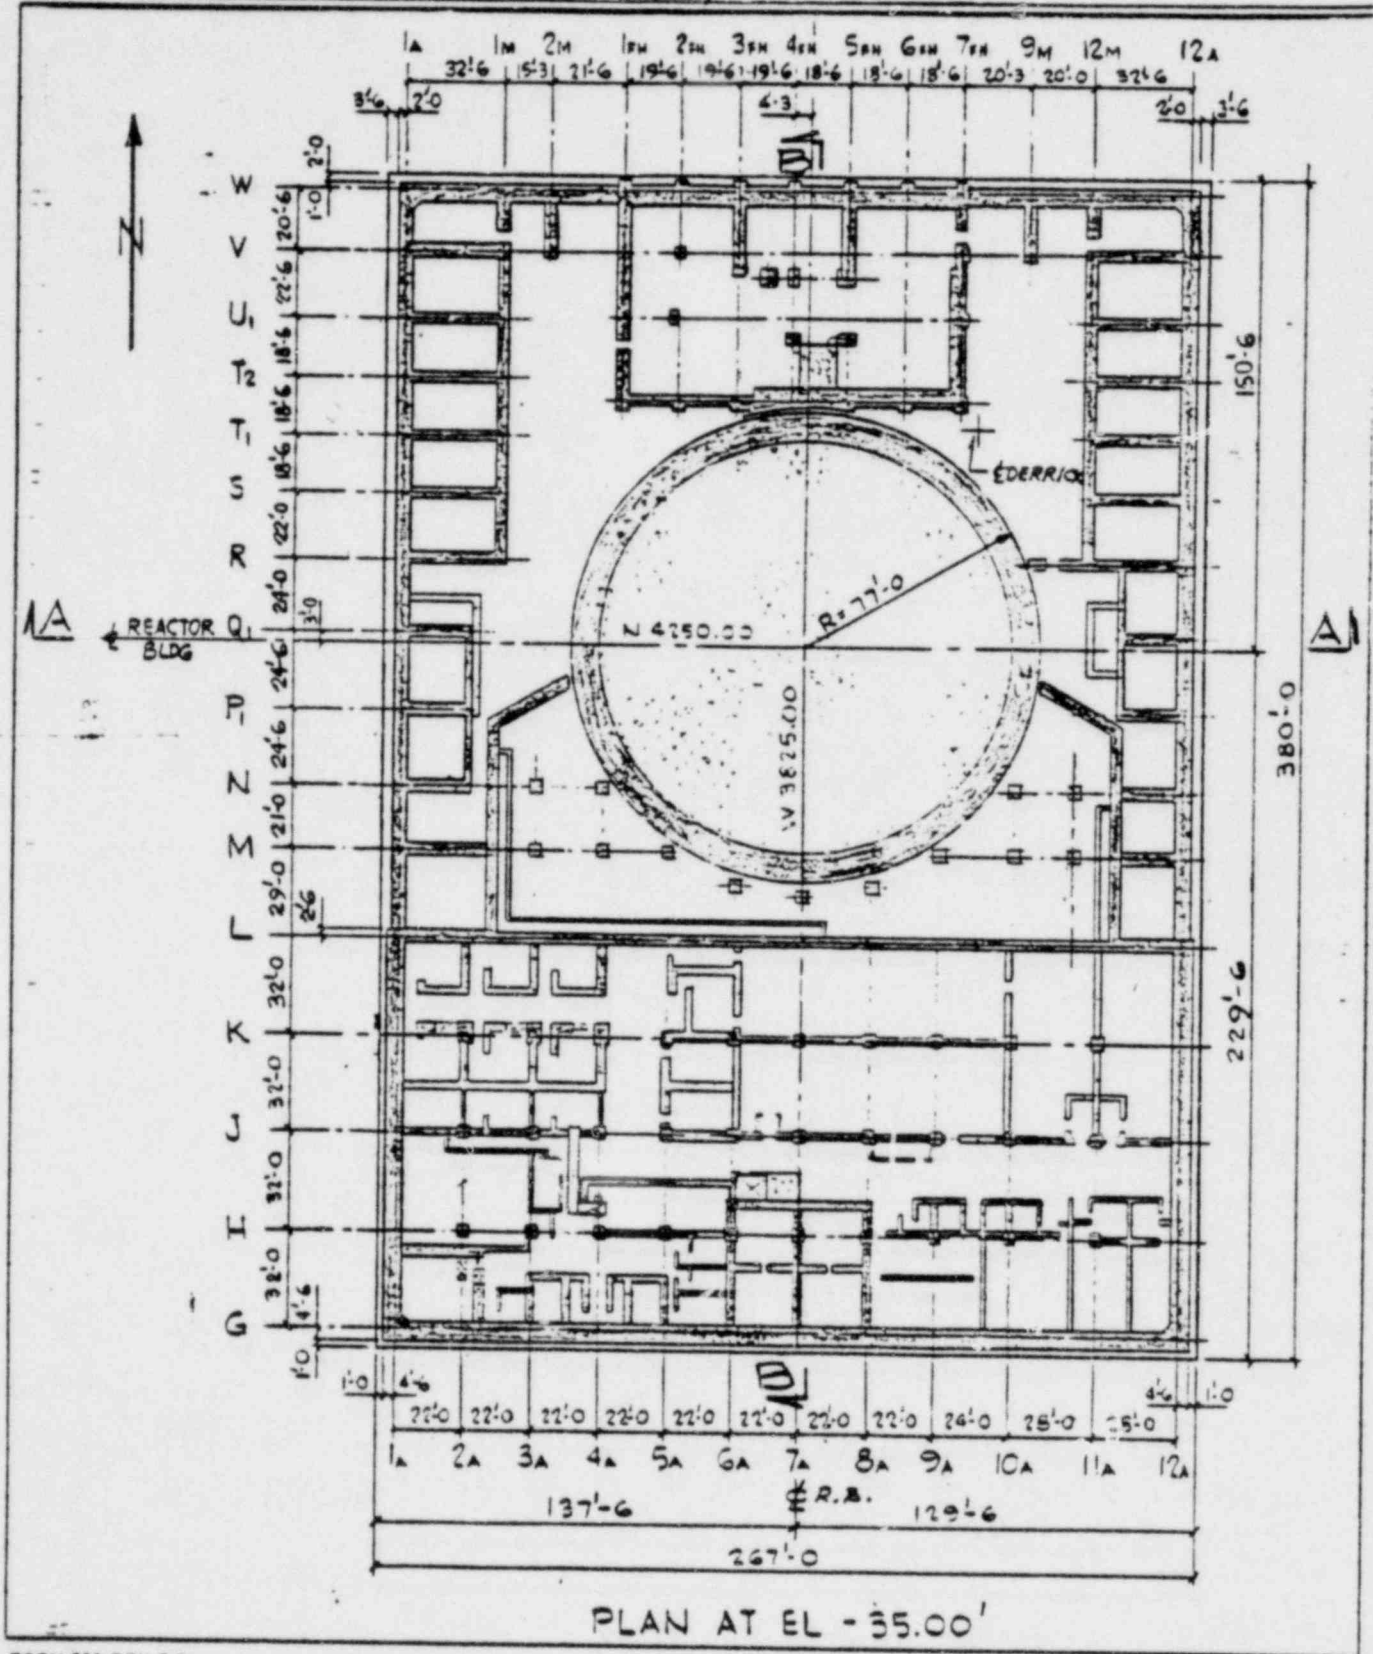 1A 1M 2M 1FH 2FH 3FH 4FH 5FH 6FH 7FH 9M 12M 12A
32'-6 15'-3 21'-6 19'-6 19'-6 19'-6 18'-6 18'-6 18'-6 20'-3 20'-0 32'-6
3'-6 2'-0 4'-3 2'-0 3'-6
2'-0
1'-0
N
W
20'-6
V
22'-6
U1
18'-6
T2
18'-6
T1
18'-6
S
22'-0
R
24'-0
3'-0
Q1
24'-6
P1
24'-6
N
21'-0
M
29'-0
2'-6
L
32'-0
K
32'-0
J
32'-0
H
32'-0
4'-6
G
1'-0
A
REACTOR
BLDG
D
℄ DERRICK
R= 77'-0
N 4250.00
W 3825.00
A
150'-6
380'-0
229'-6
D
1'-0 4'-6 4'-6 1'-0
22'-0 22'-0 22'-0 22'-0 22'-0 22'-0 22'-0 22'-0 24'-0 28'-0
1A 2A 3A 4A 5A 6A 7A 8A 9A 10A 11A 12A
℄ R.B.
137'-6 129'-6
267'-0
PLAN AT EL -35.00'